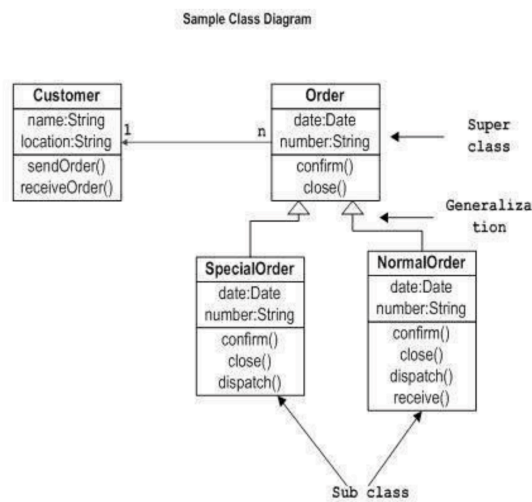 Sample Class Diagram
Customer
name:String
location:String
sendOrder()
receiveOrder()
1
n
Order
date:Date
number:String
confirm()
close()
Super
class
Generaliza
tion
SpecialOrder
date:Date
number:String
confirm()
close()
dispatch()
NormalOrder
date:Date
number:String
confirm()
close()
dispatch()
receive()
Sub class